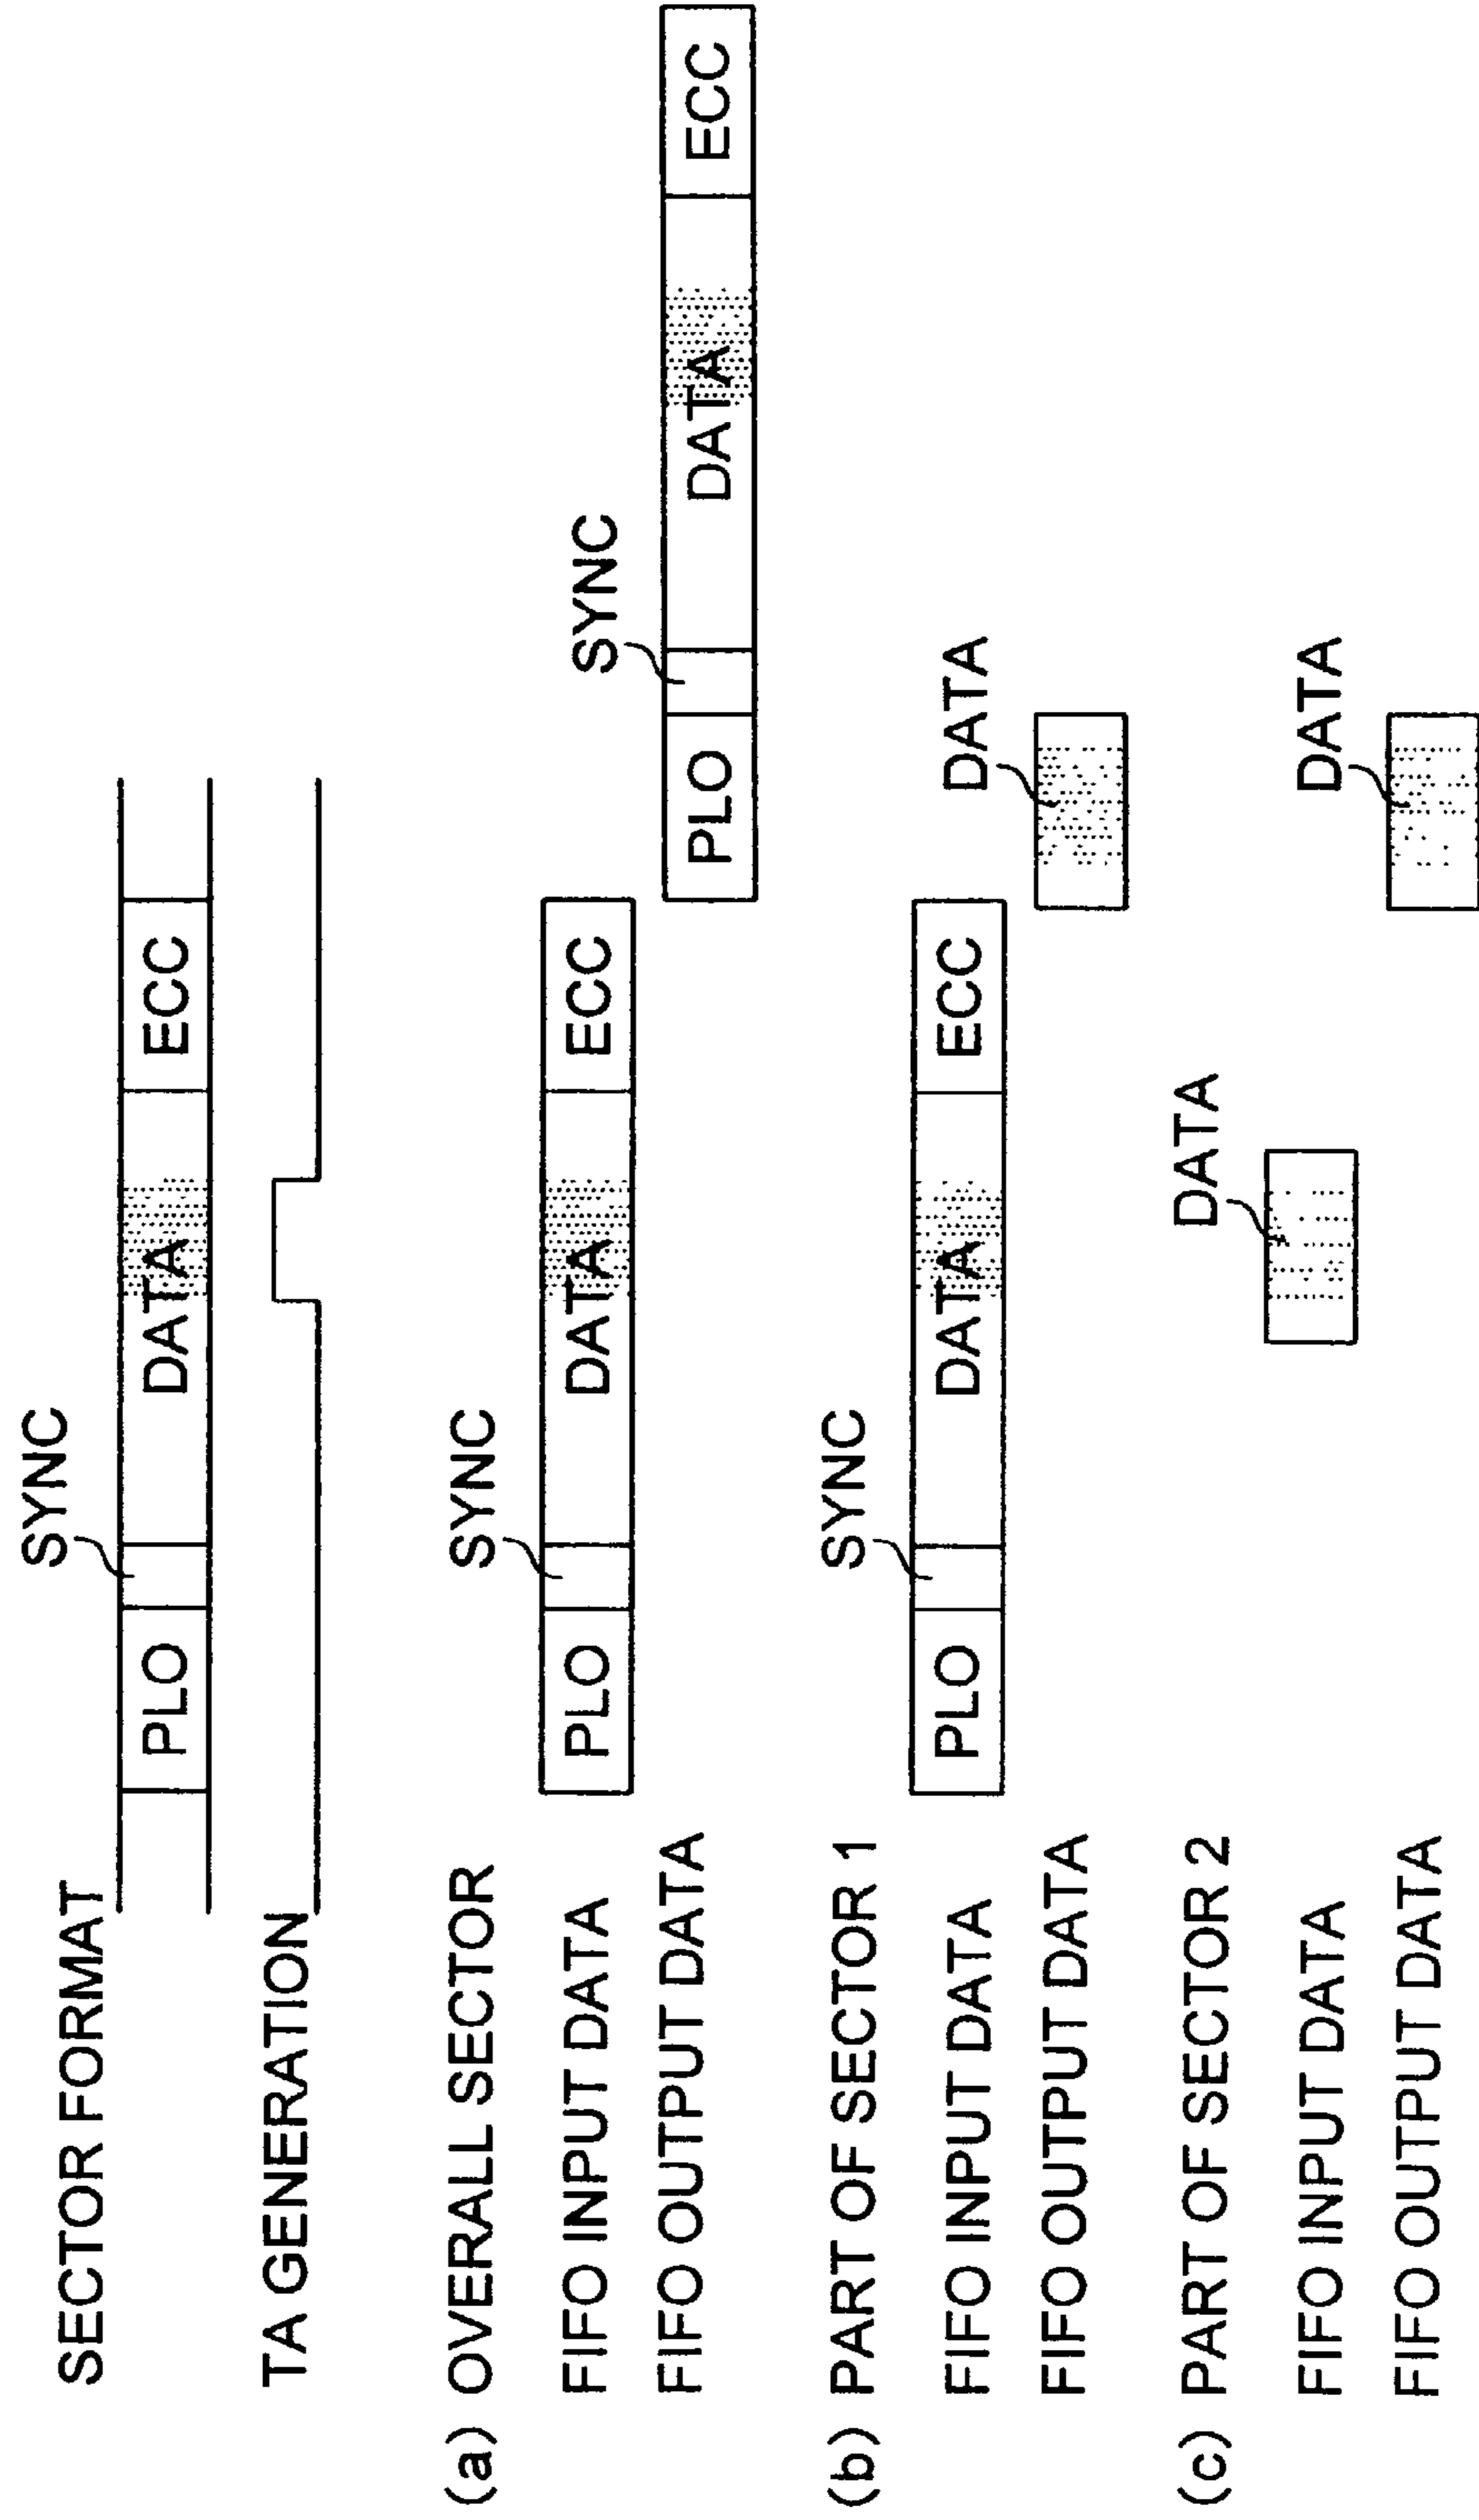 SECTOR FORMAT
SYNC
PLO DATA ECC
TA GENERATION
(a) OVERALL SECTOR
SYNC
FIFO INPUT DATA
PLO DATA ECC
SYNC
FIFO OUTPUT DATA
PLO DATA ECC
(b) PART OF SECTOR 1
SYNC
FIFO INPUT DATA
PLO DATA ECC
DATA
FIFO OUTPUT DATA
(c) PART OF SECTOR 2
DATA
FIFO INPUT DATA
DATA
FIFO OUTPUT DATA